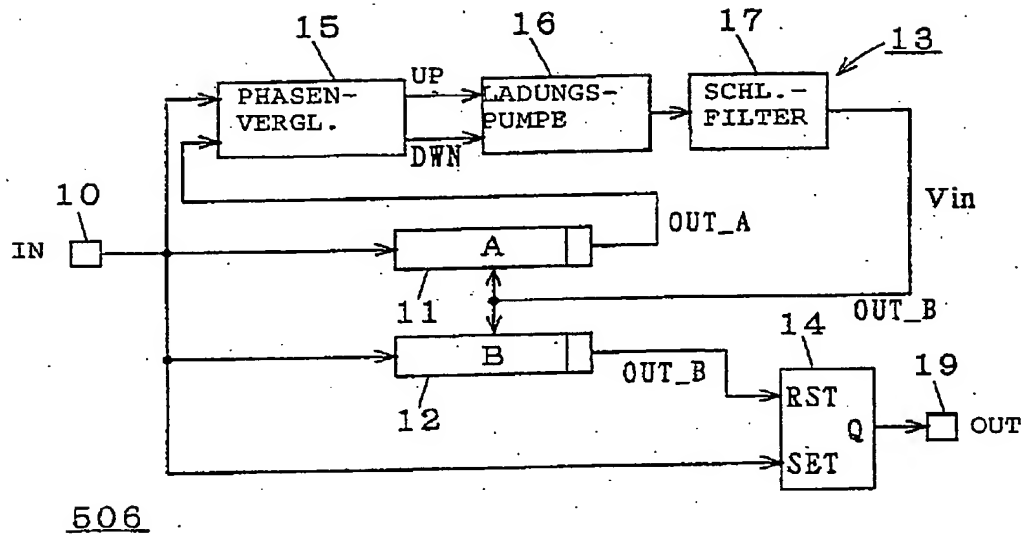 15
16
17
13
PHASEN-
VERGL.
UP
DWN
LADUNGS-
PUMPE
SCHL.-
FILTER
10
IN
Vin
A
OUT_A
11
OUT_B
B
OUT_B
12
14
RST
Q
SET
19
OUT
506